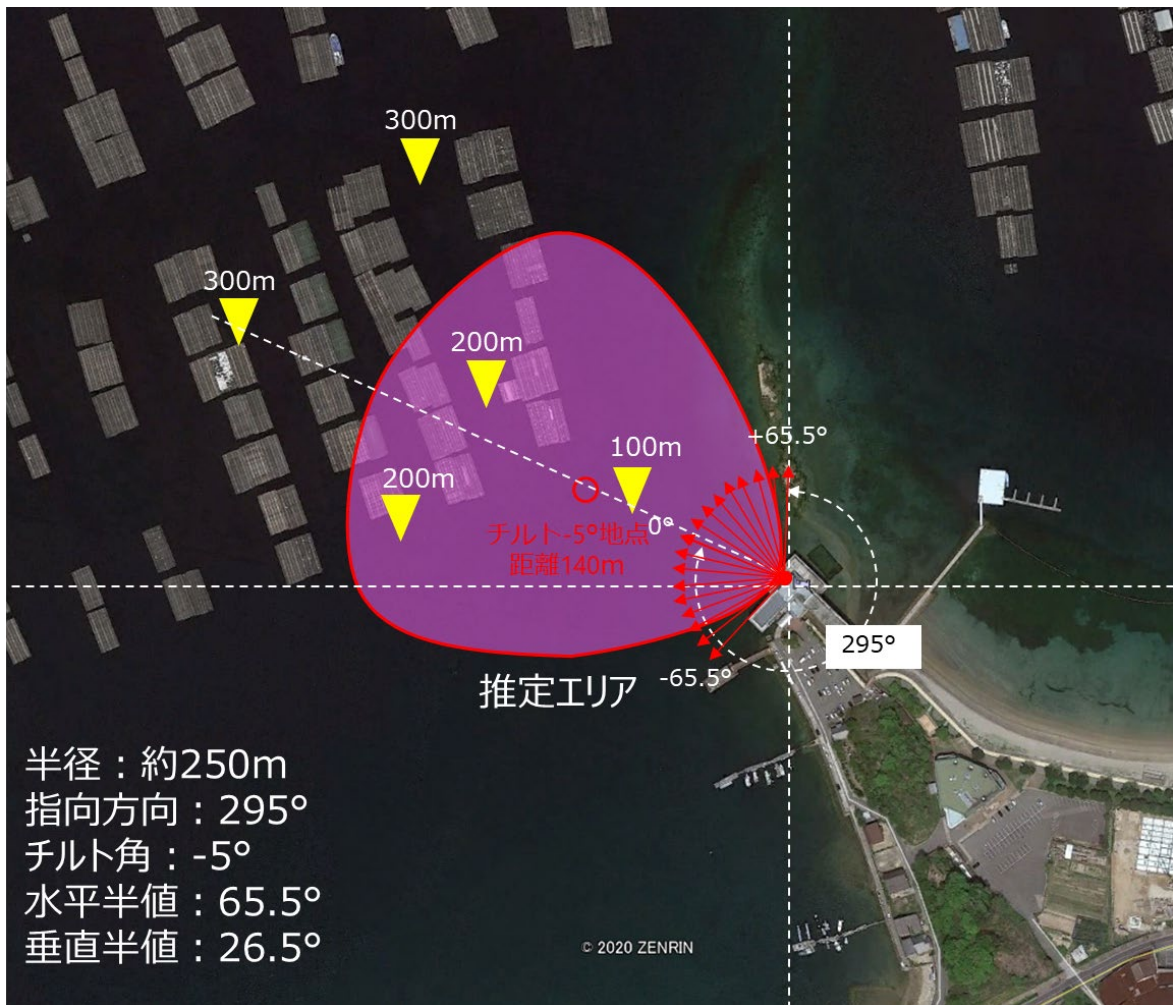 300m
300m
200m
+65.5°
100m
200m
0°
チルト-5°地点
距離140m
295°
-65.5°
推定エリア
半径：約250m
指向方向：295°
チルト角：-5°
水平半値：65.5°
垂直半値：26.5°
© 2020 ZENRIN